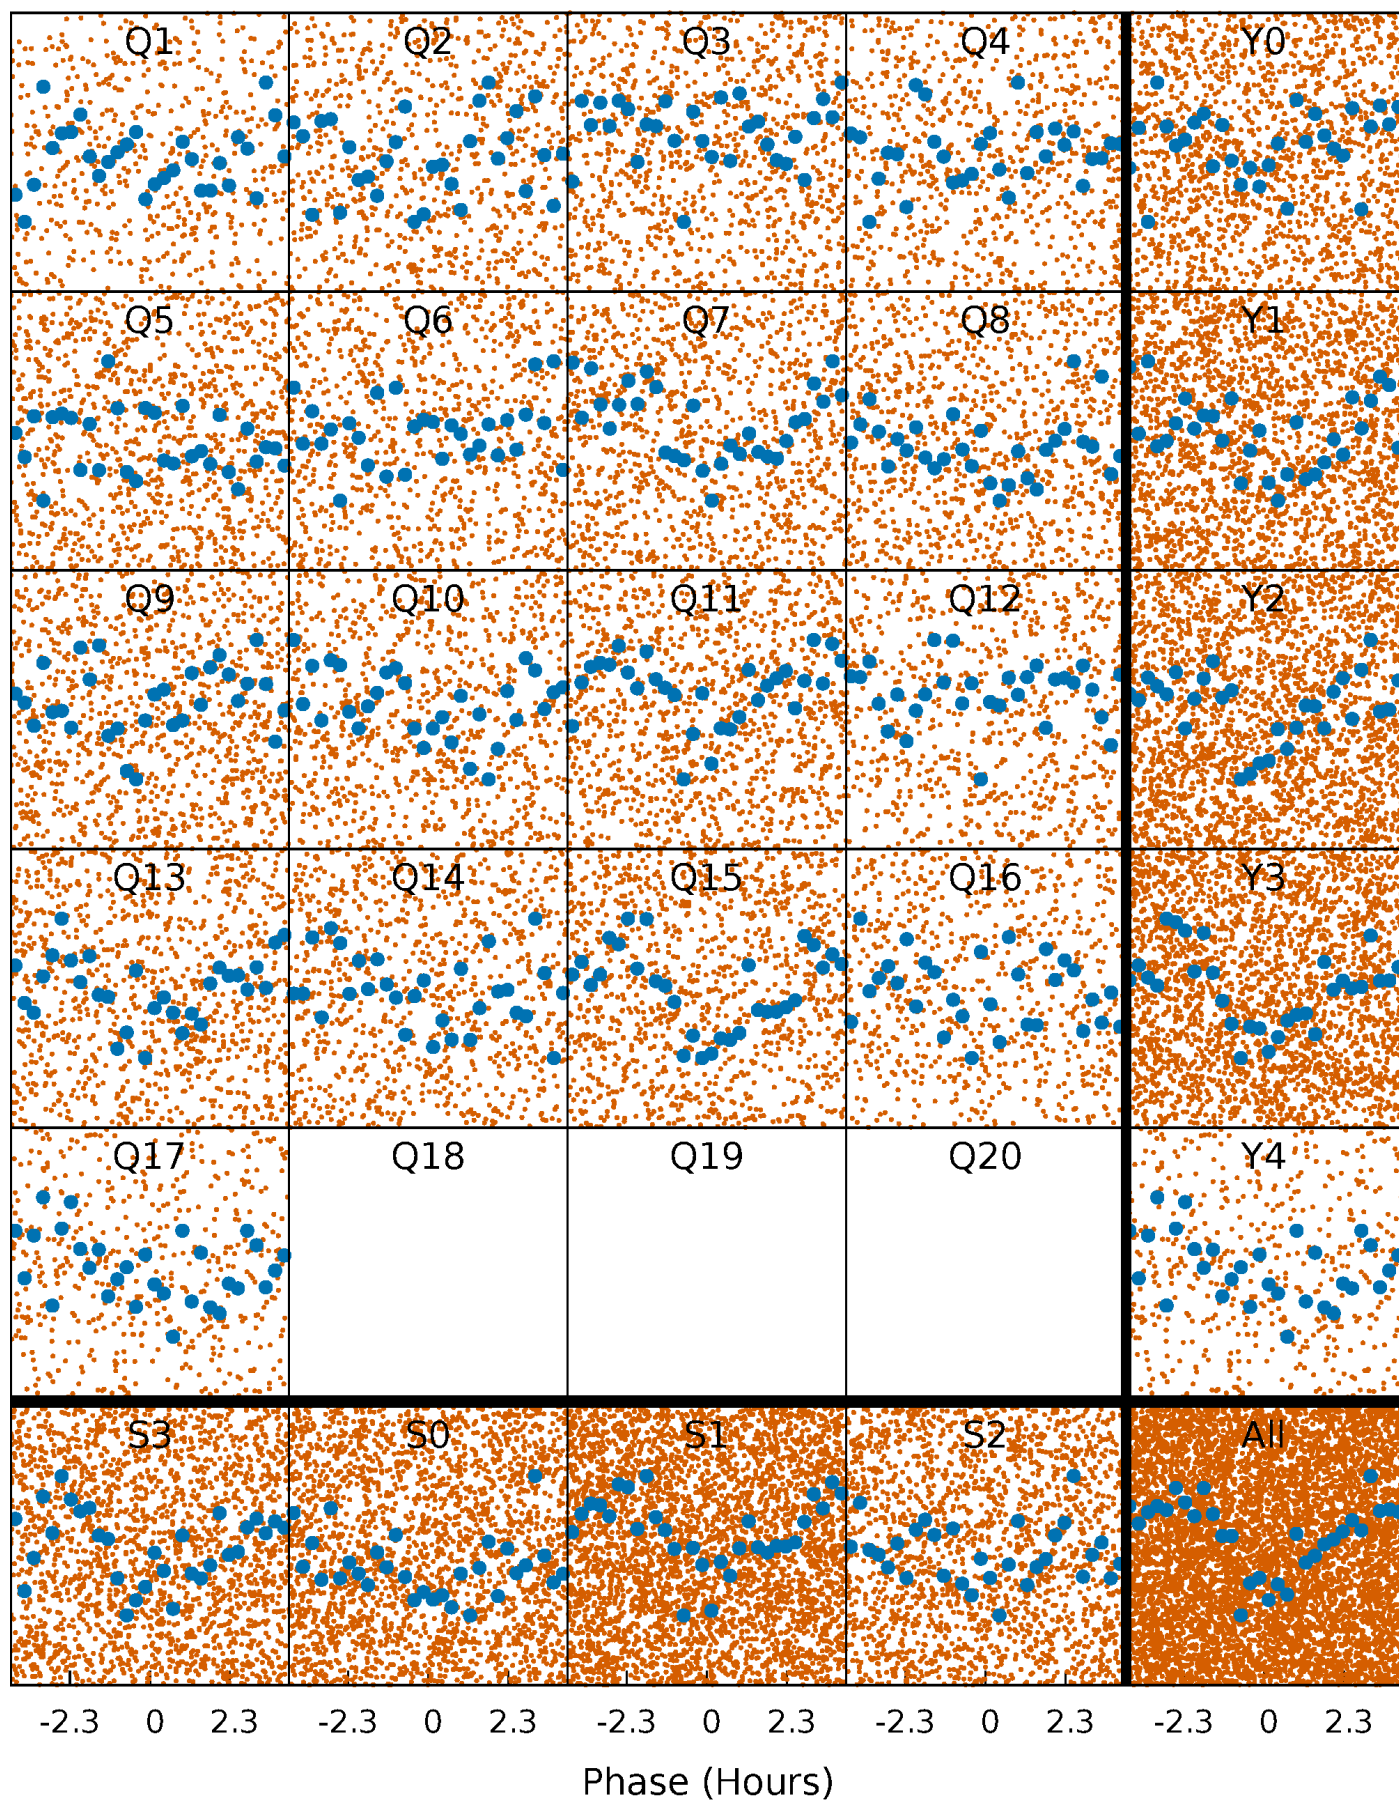 Q1 Q2 Q3 Q4 Y0
Q5 Q6 Q7 Q8 Y1
Q9 Q10 Q11 Q12 Y2
Q13 Q14 Q15 Q16 Y3
Q17 Q18 Q19 Q20 Y4
S3 S0 S1 S2 All
-2.3 0 2.3 -2.3 0 2.3 -2.3 0 2.3 -2.3 0 2.3 -2.3 0 2.3
Phase (Hours)